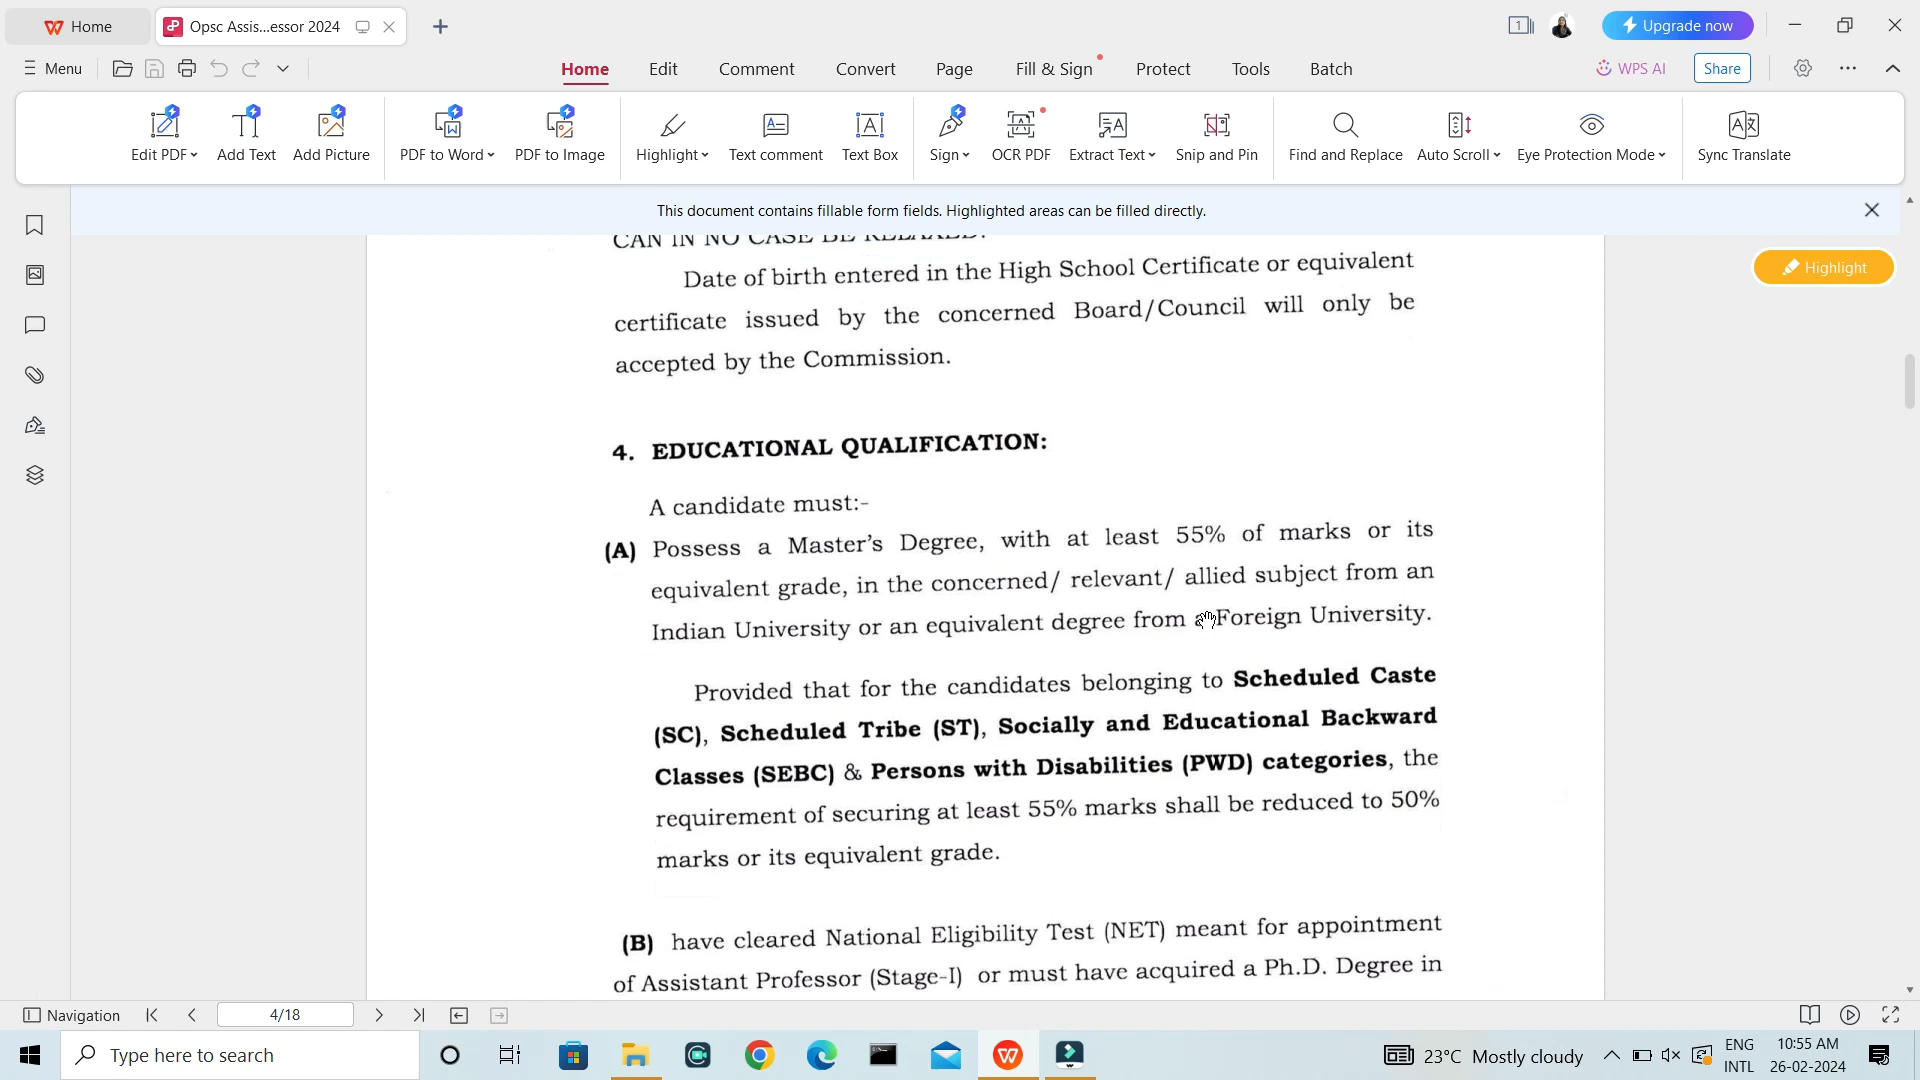 Home
Opsc Assis...essor 2024
1
Upgrade now
Menu
Home
Edit
Comment
Convert
Page
Fill & Sign
Protect
Tools
Batch
WPS AI
Share
Edit PDF
Add Text
Add Picture
PDF to Word
PDF to Image
Highlight
Text comment
Text Box
Sign
OCR PDF
Extract Text
Snip and Pin
Find and Replace
Auto Scroll
Eye Protection Mode
Sync Translate
This document contains fillable form fields. Highlighted areas can be filled directly.
Highlight
CAN IN NO CASE BE RELAXED.
Date of birth entered in the High School Certificate or equivalent
certificate issued by the concerned Board/Council will only be
accepted by the Commission.
4. EDUCATIONAL QUALIFICATION:
A candidate must:-
(A) Possess a Master's Degree, with at least 55% of marks or its
equivalent grade, in the concerned/ relevant/ allied subject from an
Indian University or an equivalent degree from a Foreign University.
Provided that for the candidates belonging to Scheduled Caste
(SC), Scheduled Tribe (ST), Socially and Educational Backward
Classes (SEBC) & Persons with Disabilities (PWD) categories, the
requirement of securing at least 55% marks shall be reduced to 50%
marks or its equivalent grade.
(B) have cleared National Eligibility Test (NET) meant for appointment
of Assistant Professor (Stage-I) or must have acquired a Ph.D. Degree in
Navigation
4/18
Type here to search
23°C Mostly cloudy
ENG
INTL
10:55 AM
26-02-2024